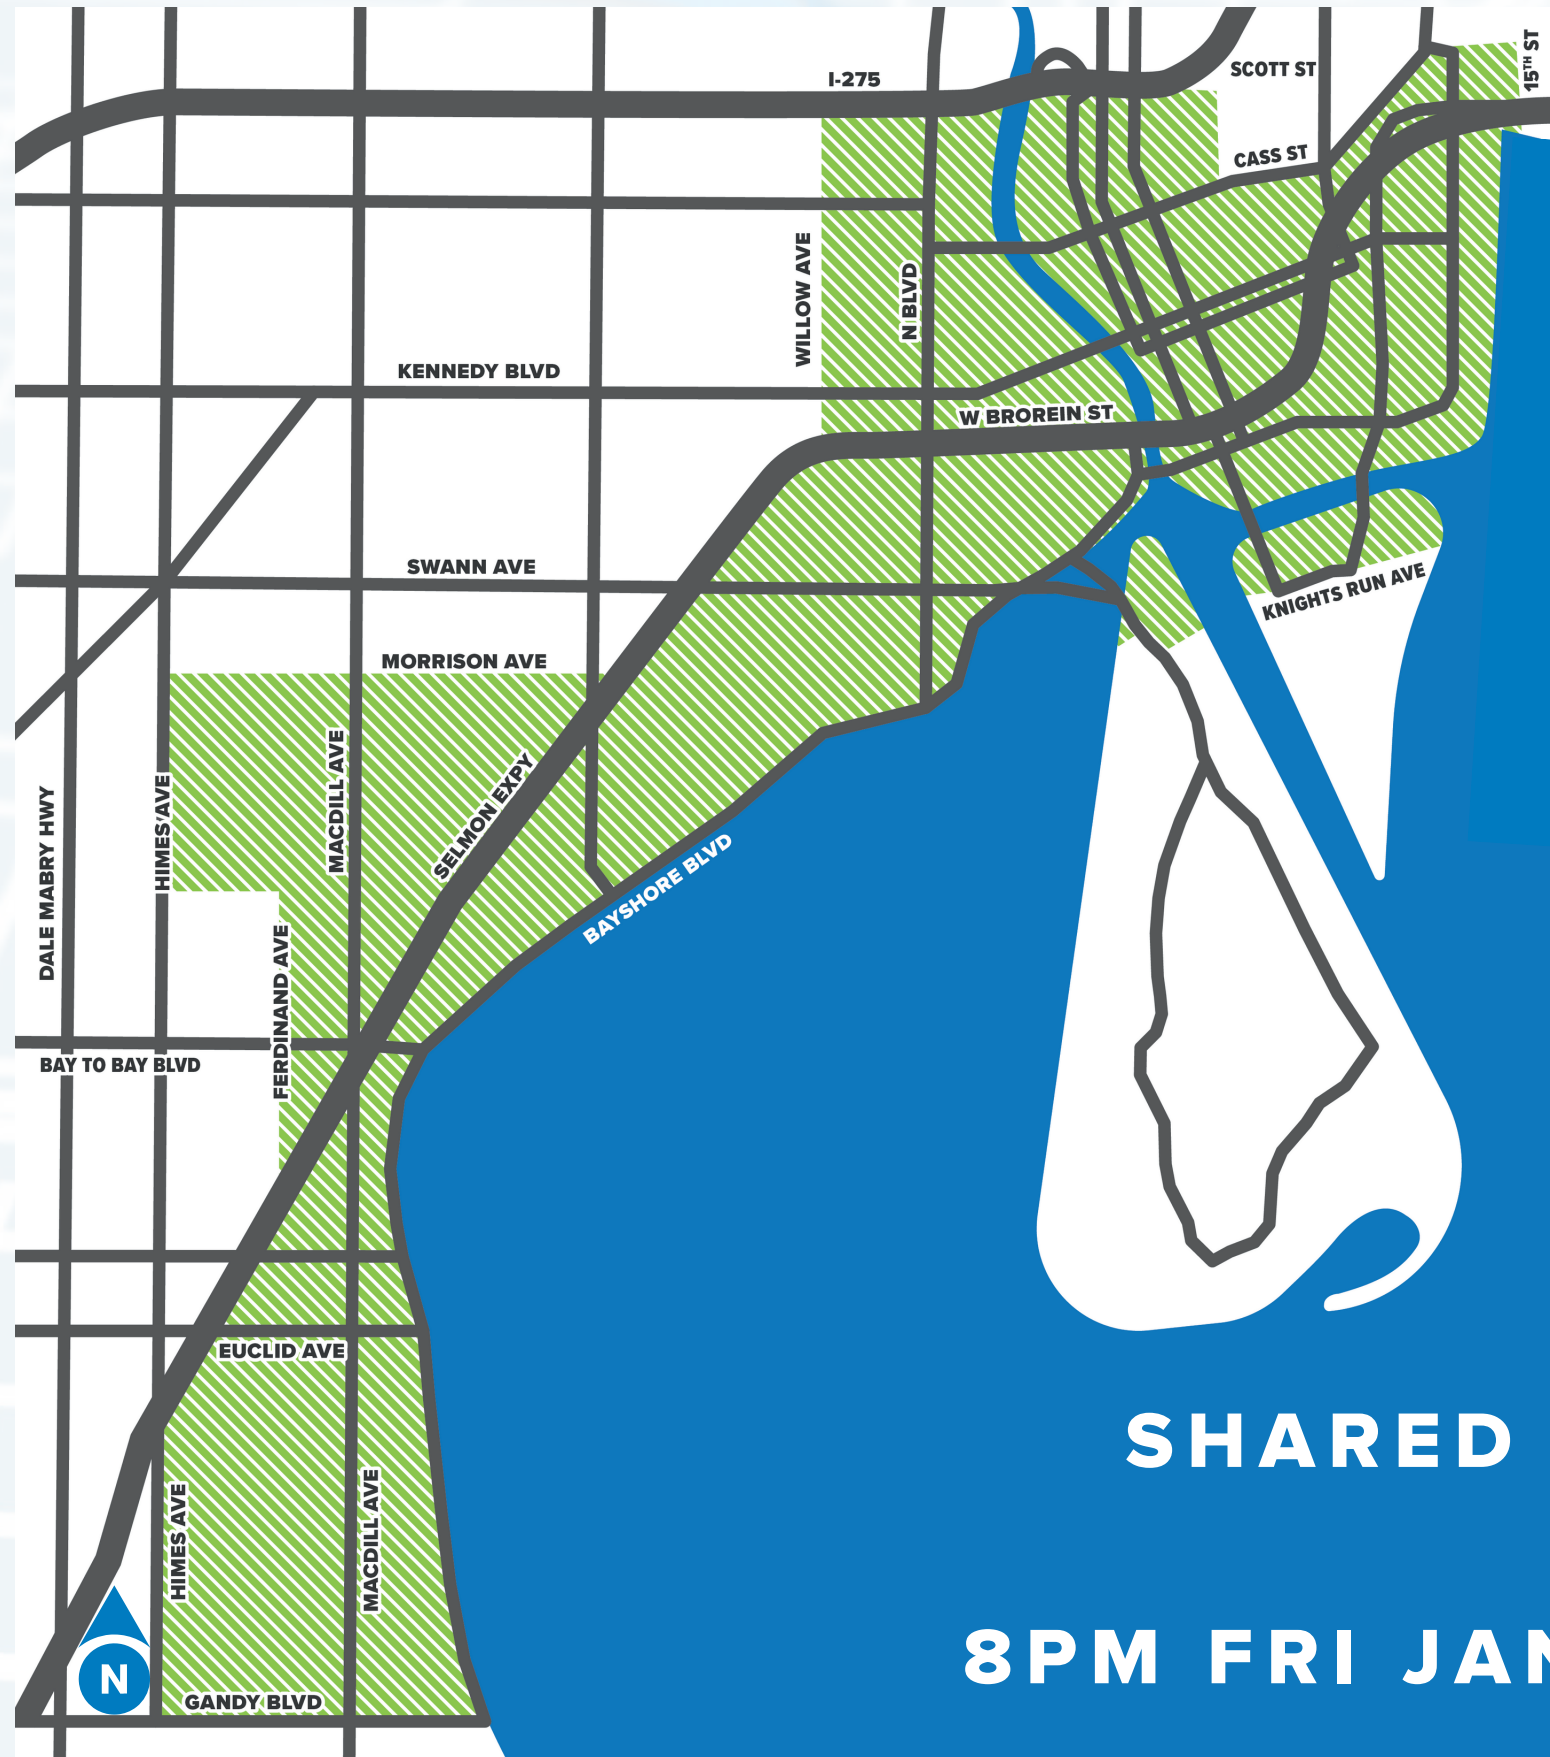 15TH ST
SCOTT ST
I-275
CASS ST
WILLOW AVE
N BLVD
KENNEDY BLVD
W BROREIN ST
SWANN AVE
KNIGHTS RUN AVE
MORRISON AVE
MACDILL AVE
SELMON EXPY
HIMES AVE
DALE MABRY HWY
BAYSHORE BLVD
FERDINAND AVE
BAY TO BAY BLVD
EUCLID AVE
SHARED
HIMES AVE
MACDILL AVE
8PM FRI JAN
N
GANDY BLVD